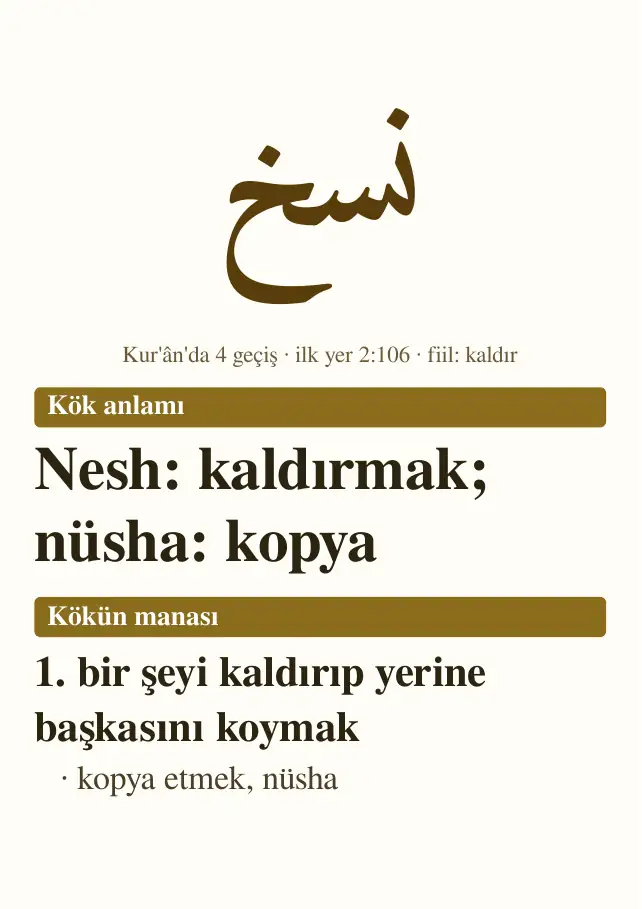 نسخ
Kur'ân'da 4 geçiş · ilk yer 2:106 · fiil: kaldır
Kök anlamı
Nesh: kaldırmak;
nüsha: kopya
Kökün manası
1. bir şeyi kaldırıp yerine
başkasını koymak
· kopya etmek, nüsha